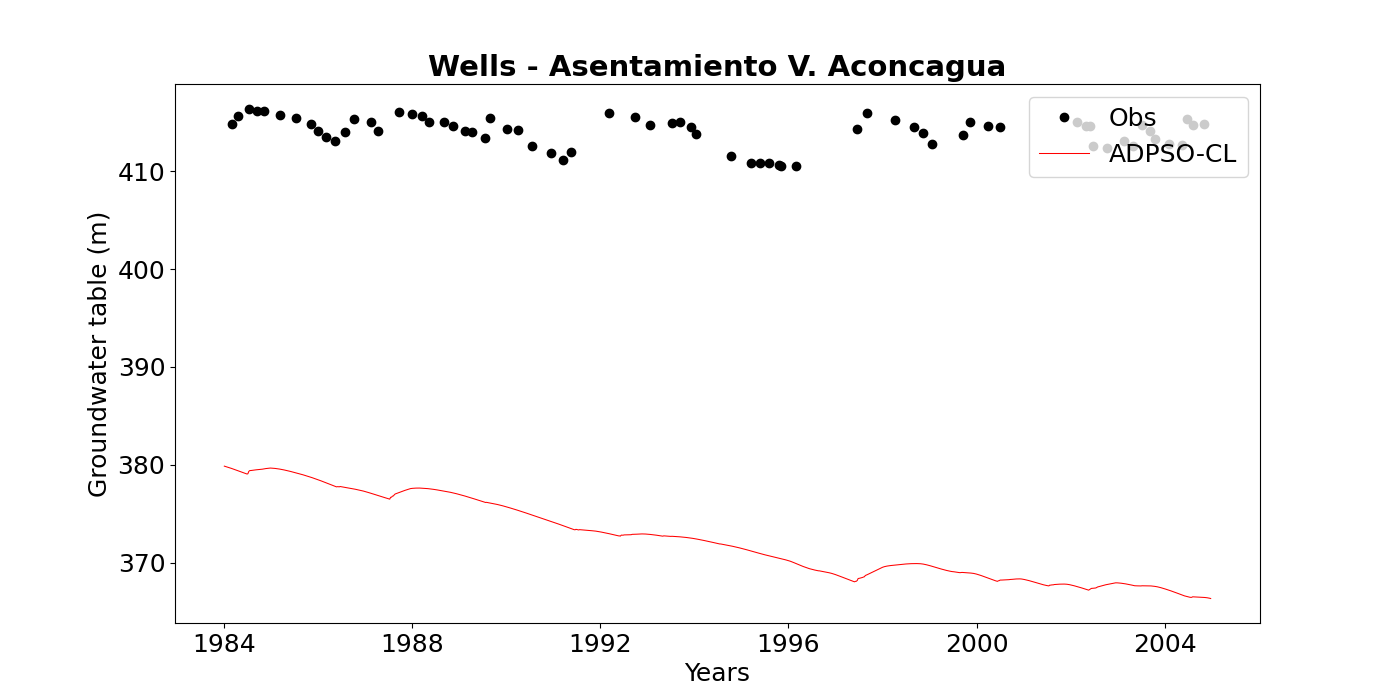 Wells - Asentamiento V. Aconcagua
Obs
ADPSO-CL
Groundwater table (m)
410
400
390
380
370
1984 1988 1992 1996 2000 2004
Years